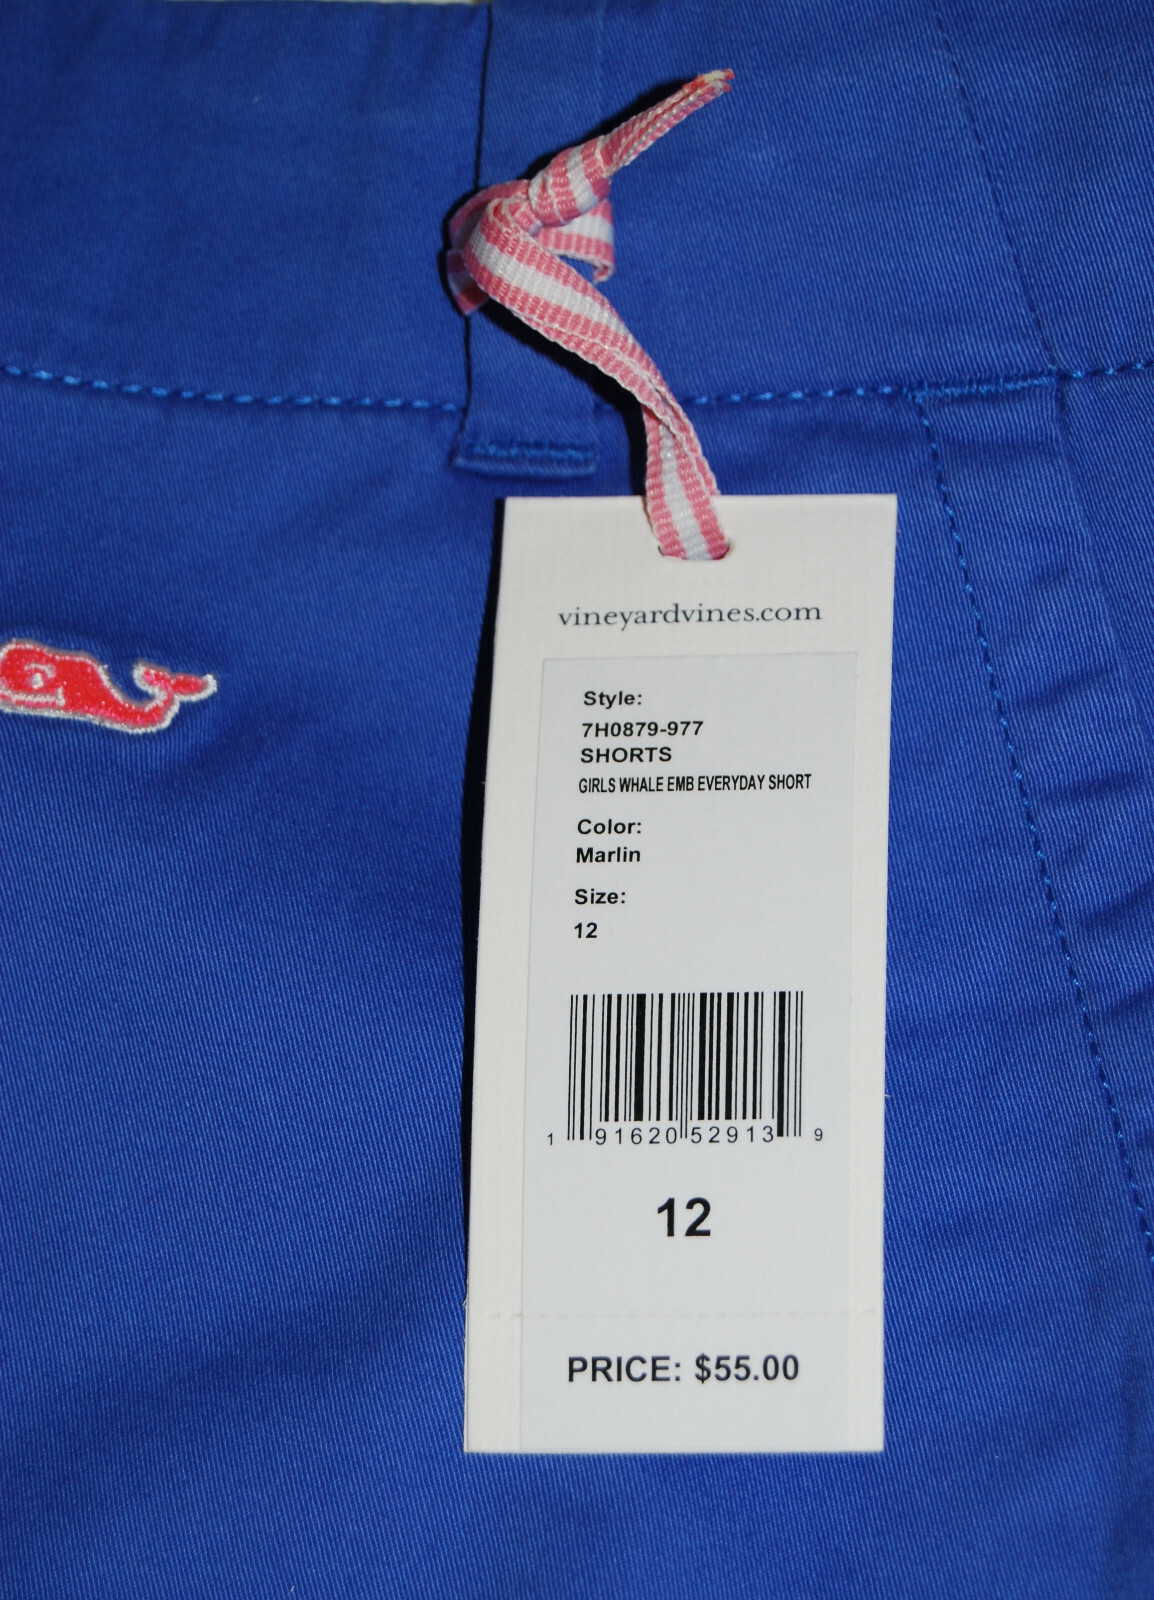 vineyardvines.com
Style:
7H0879-977
SHORTS
GIRLS WHALE EMB EVERYDAY SHORT
Color:
Marlin
Size:
12
1 91620 52913 9
12
PRICE: $55.00